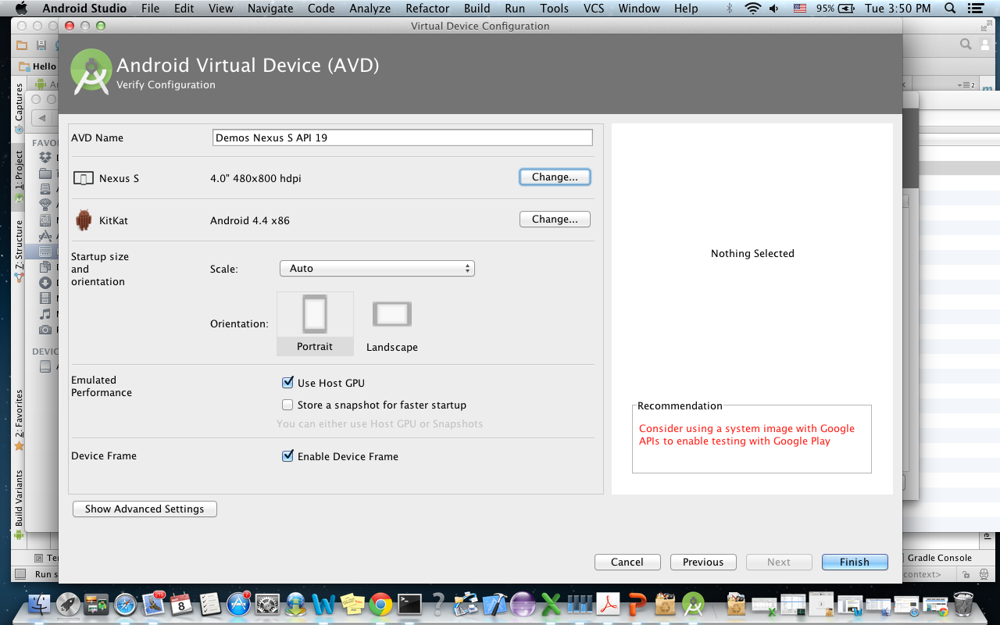 Android Studio File Edit View Navigate Code Analyze Refactor Build Run Tools VCS Window Help 95% Tue 3:50 PM
Virtual Device Configuration
Android Virtual Device (AVD)
Verify Configuration
Hello
Captures
1: Project
Z: Structure
2: Favorites
Build Variants
FAVO
DEVIC
AVD Name
Demos Nexus S API 19
Nexus S
4.0" 480x800 hdpi
Change...
KitKat
Android 4.4 x86
Change...
Startup size
and
orientation
Scale:
Auto
Orientation:
Portrait
Landscape
Emulated
Performance
Use Host GPU
Store a snapshot for faster startup
You can either use Host GPU or Snapshots
Device Frame
Enable Device Frame
Nothing Selected
Recommendation
Consider using a system image with Google
APIs to enable testing with Google Play
Show Advanced Settings
Cancel
Previous
Next
Finish
Gradle Console
Run s
context>
8
7